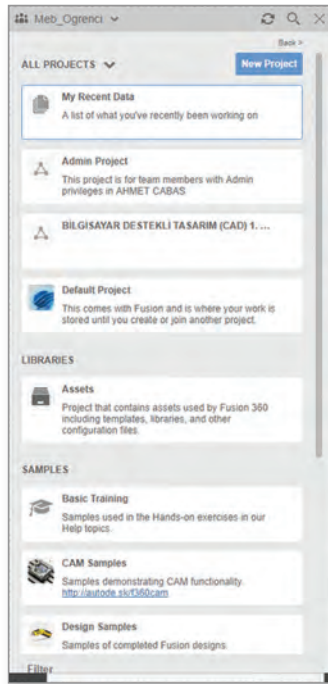 Meb_Ogrenci
Back >
ALL PROJECTS
New Project
My Recent Data
A list of what you've recently been working on
Admin Project
This project is for team members with Admin
privileges in AHMET CABAS
BİLGİSAYAR DESTEKLİ TASARIM (CAD) 1. ...
Default Project
This comes with Fusion and is where your work is
stored until you create or join another project.
LIBRARIES
Assets
Project that contains assets used by Fusion 360
including templates, libraries, and other
configuration files.
SAMPLES
Basic Training
Samples used in the Hands-on exercises in our
Help topics.
CAM Samples
Samples demonstrating CAM functionality.
http://autode.sk/f360cam
Design Samples
Samples of completed Fusion designs.
Filter